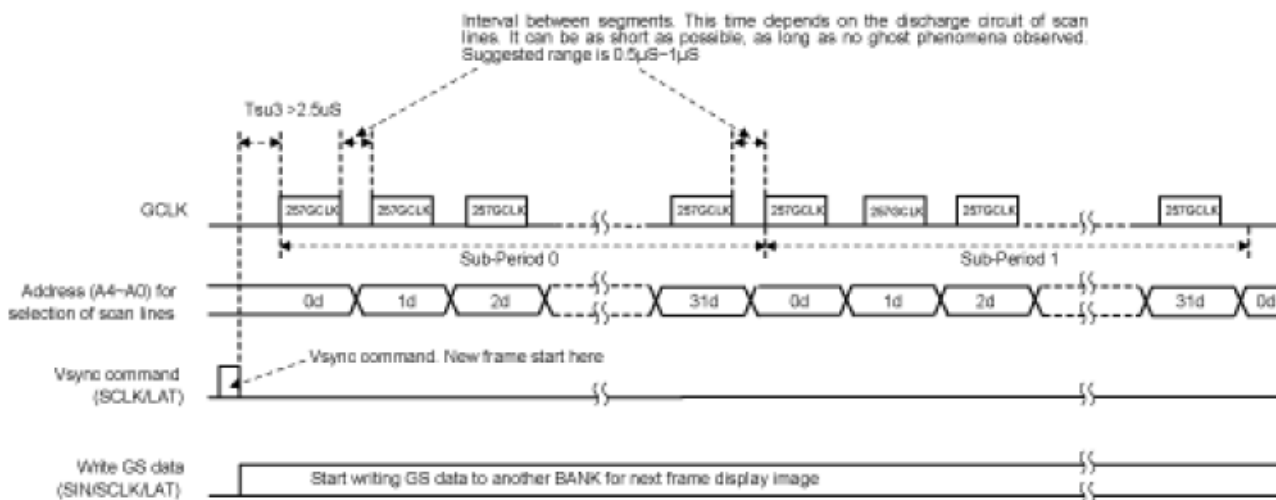 Interval between segments. This time depends on the discharge circuit of scan
lines. It can be as short as possible, as long as no ghost phenomena observed.
Suggested range is 0.5µS~1µS
Tsu3 >2.5uS
GCLK
257GCLK 257GCLK 257GCLK 257GCLK 257GCLK 257GCLK 257GCLK 257GCLK
Sub-Period 0 Sub-Period 1
Address (A4~A0) for
selection of scan lines
0d 1d 2d 31d 0d 1d 2d 31d 0d
Vsync command. New frame start here
Vsync command
(SCLK/LAT)
Write GS data
(SIN/SCLK/LAT)
Start writing GS data to another BANK for next frame display image